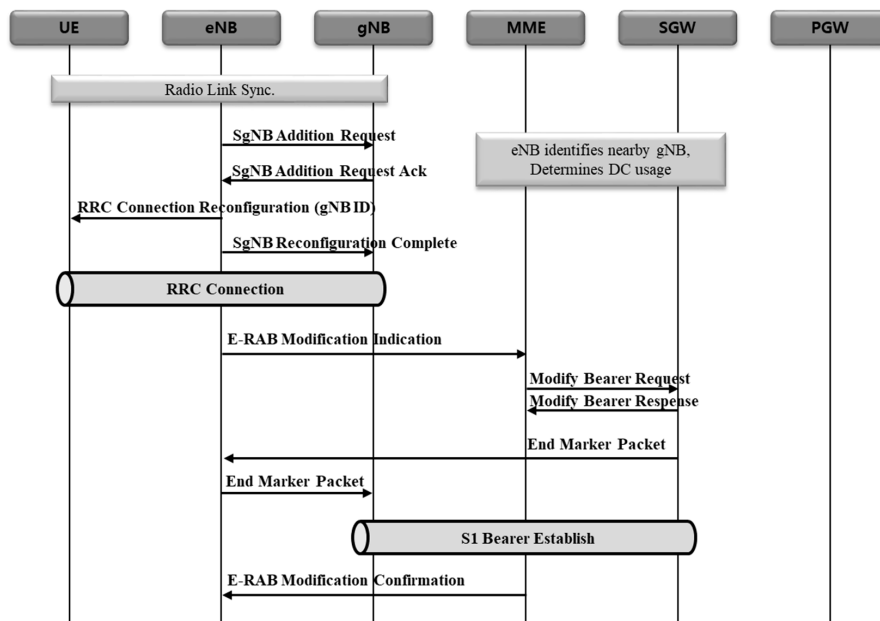 UE
eNB
gNB
MME
SGW
PGW
Radio Link Sync.
SgNB Addition Request
eNB identifies nearby gNB,
Determines DC usage
SgNB Addition Request Ack
RRC Connection Reconfiguration (gNB ID)
SgNB Reconfiguration Complete
RRC Connection
E-RAB Modification Indication
Modify Bearer Request
Modify Bearer Response
End Marker Packet
End Marker Packet
S1 Bearer Establish
E-RAB Modification Confirmation